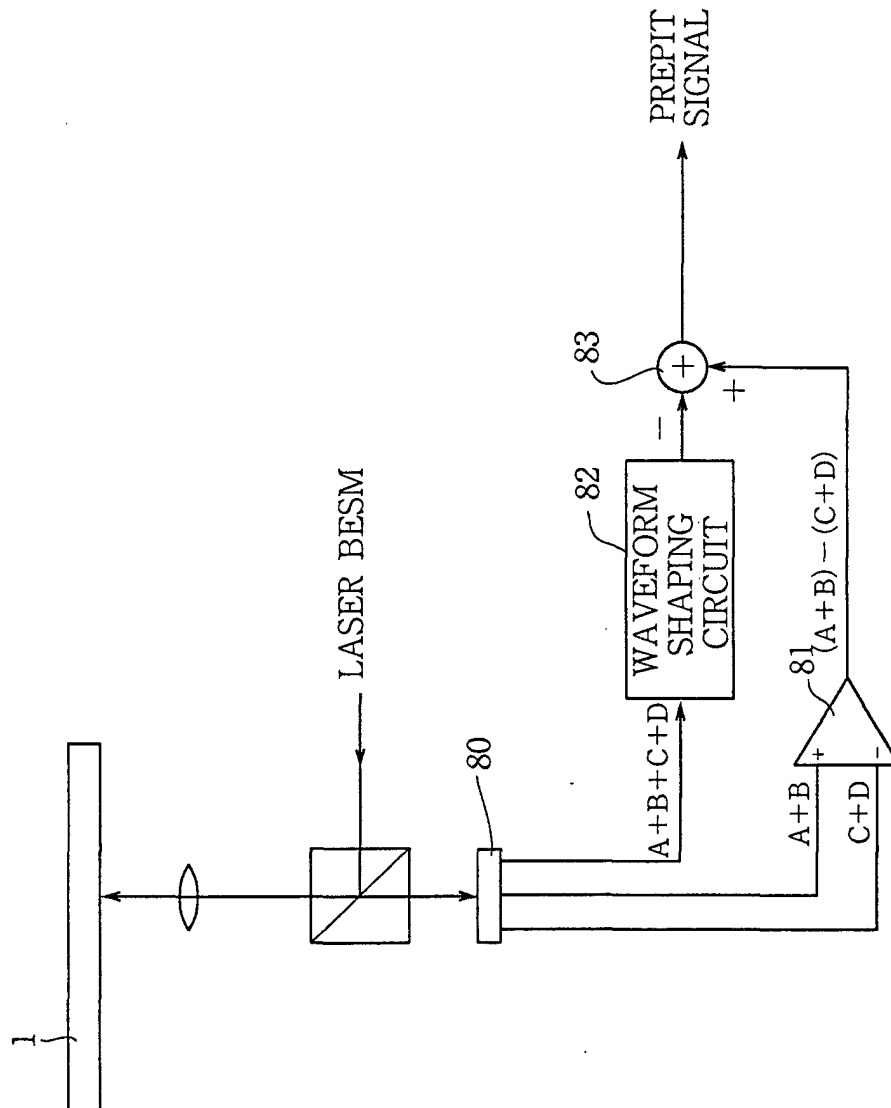 1
LASER BESM
80
A+B+C+D
82
WAVEFORM
SHAPING
CIRCUIT
−
83
+
+
PREPIT
SIGNAL
A+B
C+D
+
−
81
(A+B)−(C+D)